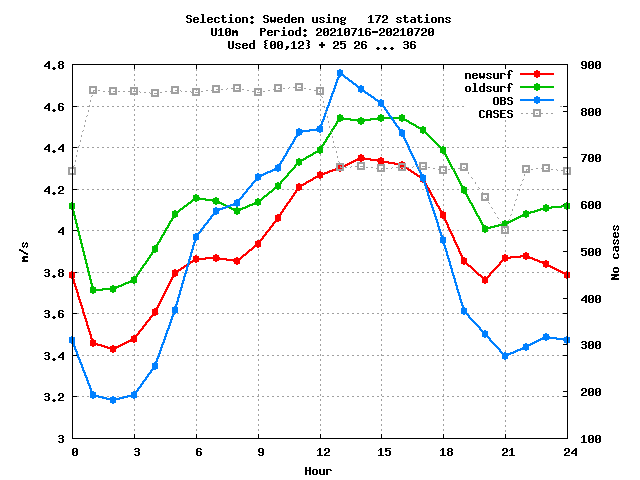 Selection: Sweden using   172 stations
U10m   Period: 20210716-20210720
Used {00,12} + 25 26 ... 36
newsurf
oldsurf
OBS
CASES
4.8
4.6
4.4
4.2
4
3.8
3.6
3.4
3.2
3
m/s
900
800
700
600
500
400
300
200
100
No cases
0 3 6 9 12 15 18 21 24
Hour